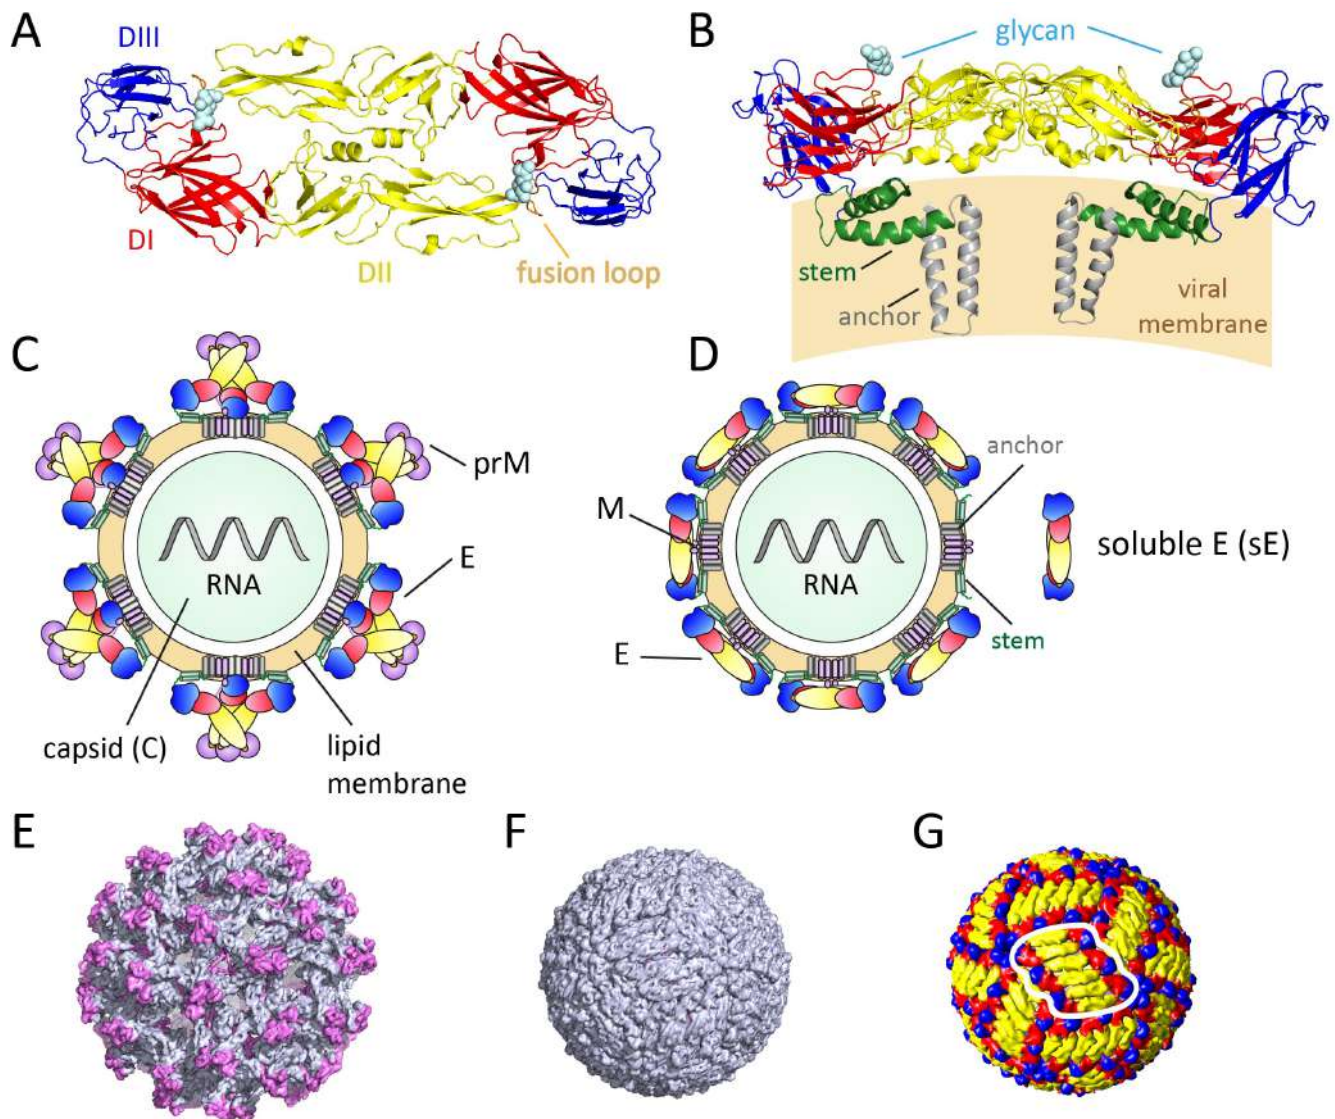 A
DIII
DI
DII
fusion loop
B
glycan
stem
anchor
viral
membrane
C
prM
E
RNA
capsid (C)
lipid
membrane
D
anchor
M
RNA
soluble E (sE)
E
stem
E
F
G